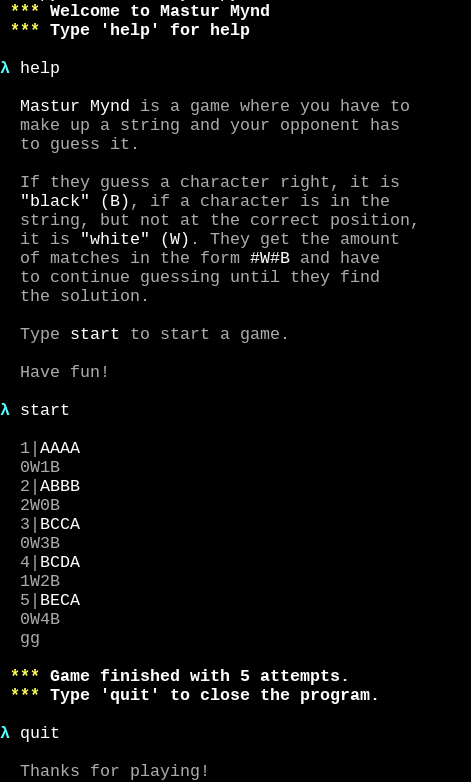 *** Welcome to Mastur Mynd
*** Type 'help' for help
λ help
Mastur Mynd is a game where you have to
make up a string and your opponent has
to guess it.
If they guess a character right, it is
"black" (B), if a character is in the
string, but not at the correct position,
it is "white" (W). They get the amount
of matches in the form #W#B and have
to continue guessing until they find
the solution.
Type start to start a game.
Have fun!
λ start
1|AAAA
0W1B
2|ABBB
2W0B
3|BCCA
0W3B
4|BCDA
1W2B
5|BECA
0W4B
gg
*** Game finished with 5 attempts.
*** Type 'quit' to close the program.
λ quit
Thanks for playing!